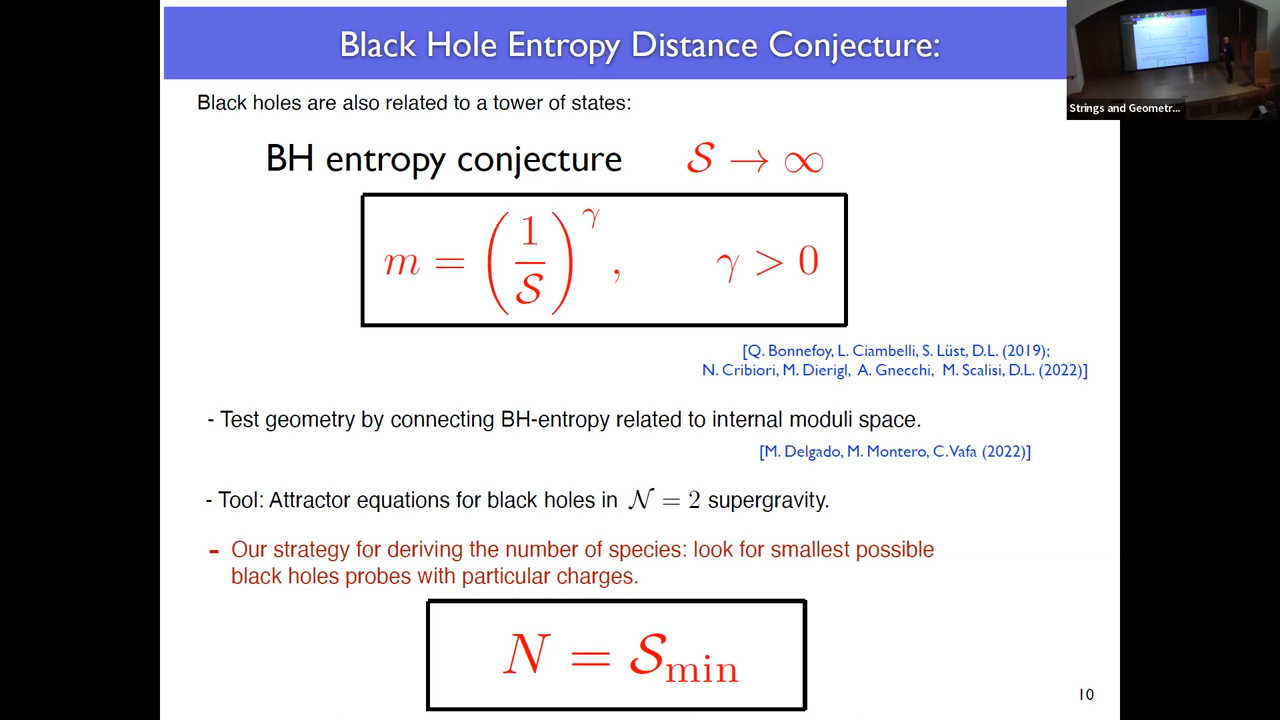 Black Hole Entropy Distance Conjecture:
Strings and Geometr...
Black holes are also related to a tower of states:
BH entropy conjecture 𝒮 → ∞
m = (1/𝒮)^γ , γ > 0
[Q. Bonnefoy, L. Ciambelli, S. Lüst, D.L. (2019);
N. Cribiori, M. Dierigl, A. Gnecchi, M. Scalisi, D.L. (2022)]
- Test geometry by connecting BH-entropy related to internal moduli space.
[M. Delgado, M. Montero, C.Vafa (2022)]
- Tool: Attractor equations for black holes in 𝒩 = 2 supergravity.
- Our strategy for deriving the number of species: look for smallest possible
black holes probes with particular charges.
N = 𝒮_min
10